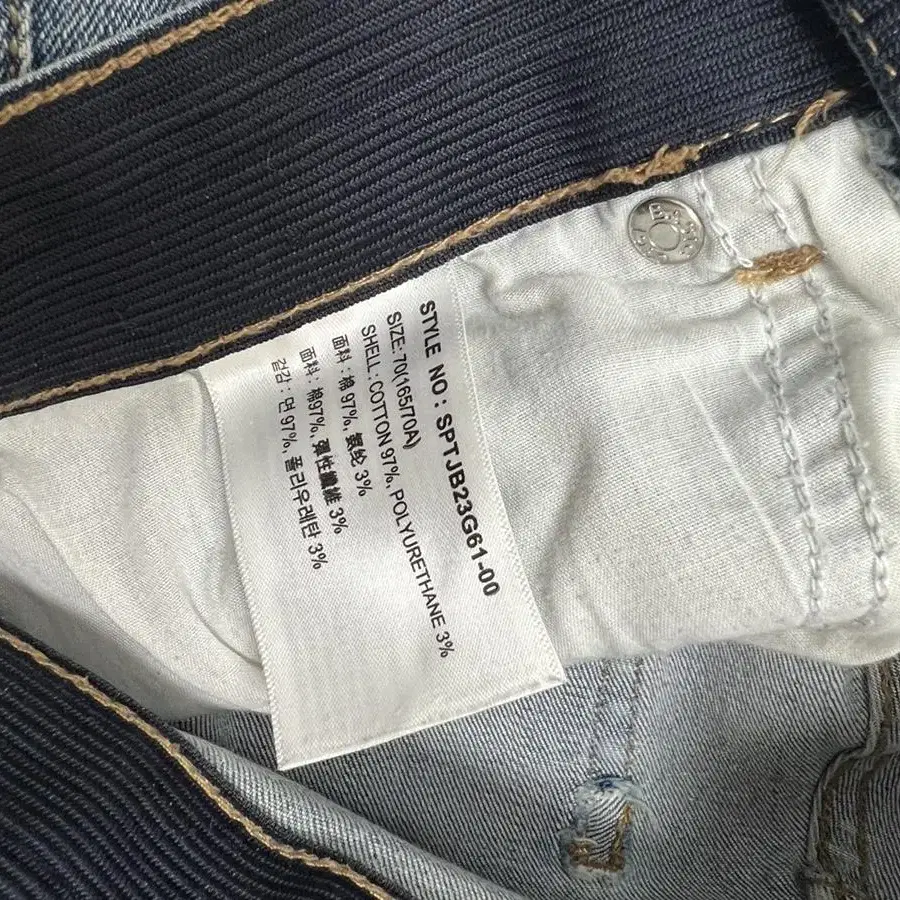 STYLE NO : SPTJB23G61-00
SIZE: 70(165/70A)
SHELL : COTTON 97%, POLYURETHANE 3%
面料 : 棉 97%, 氨纶 3%
面料 : 棉97%, 彈性纖維 3%
겉감 : 면 97%, 폴리우레탄 3%